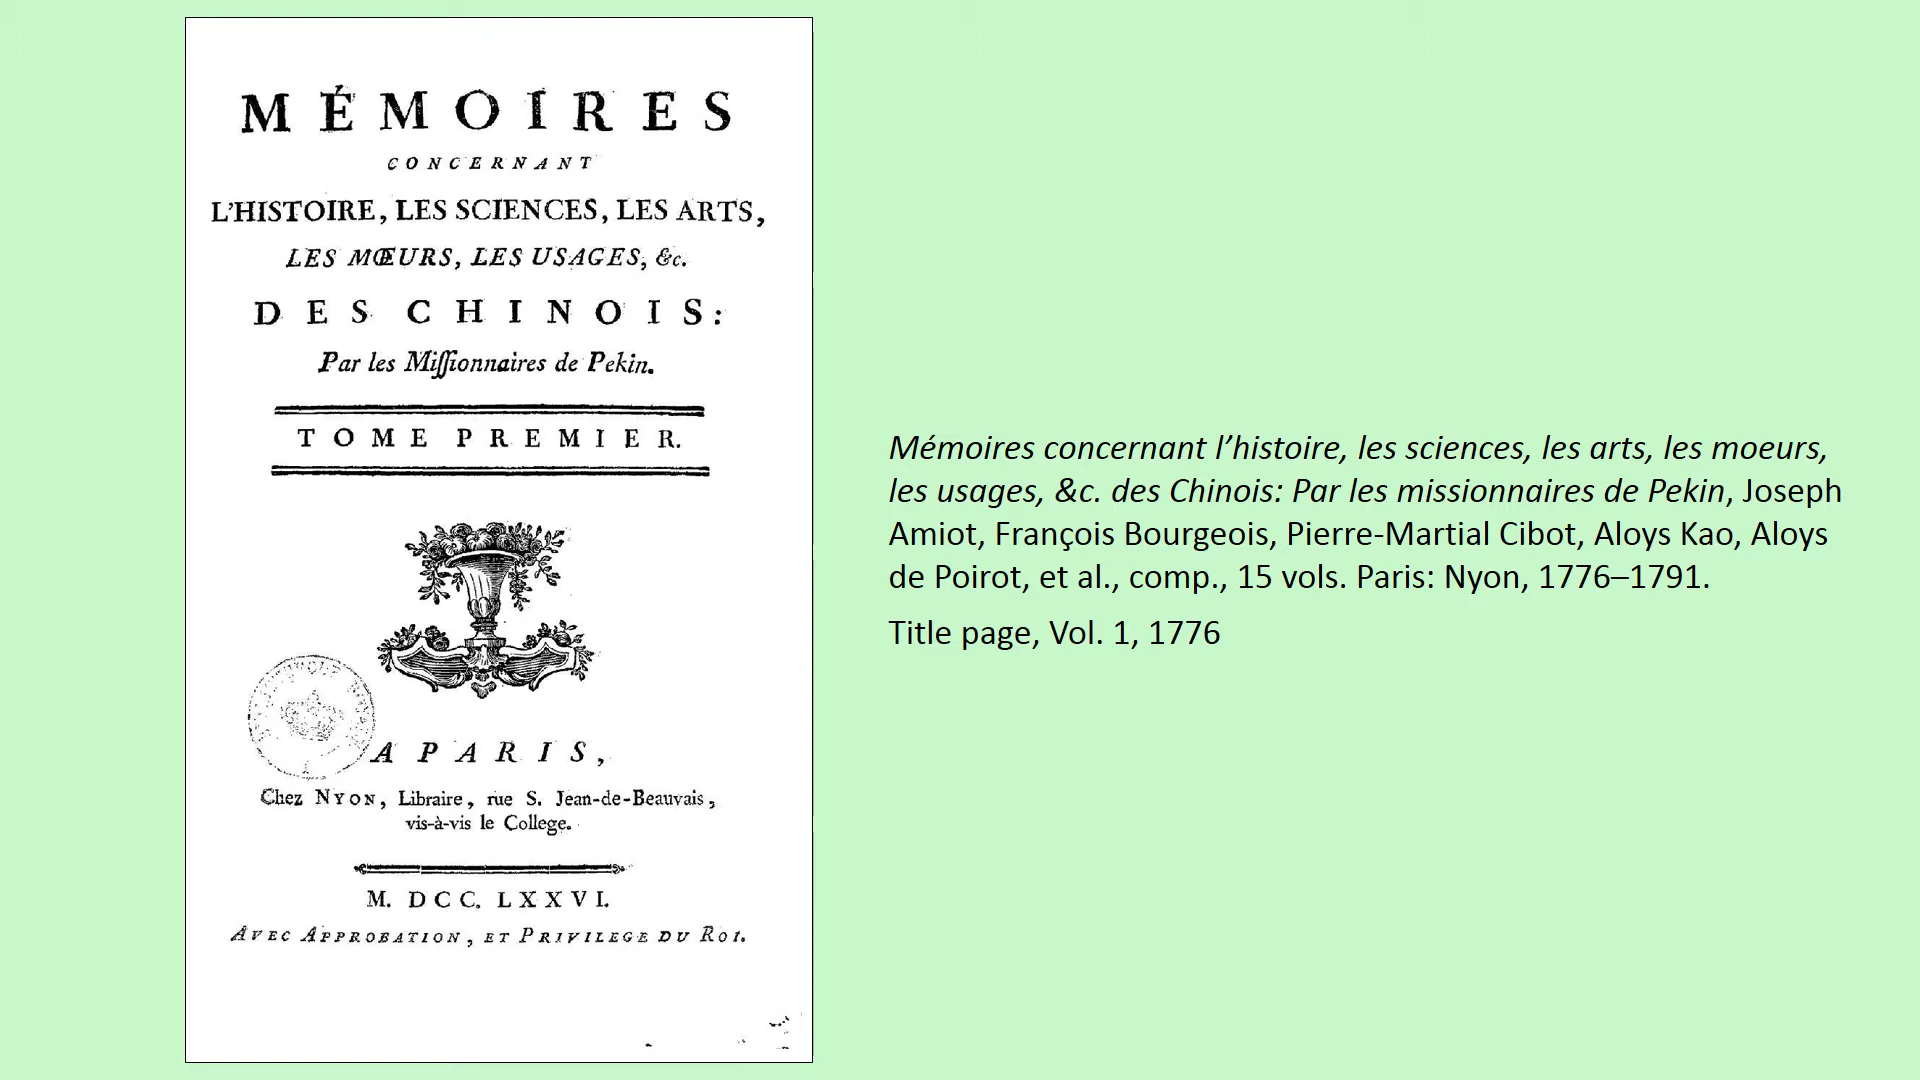 MÉMOIRES
CONCERNANT
L'HISTOIRE, LES SCIENCES, LES ARTS,
LES MŒURS, LES USAGES, &c.
DES CHINOIS:
Par les Miſſionnaires de Pekin.
TOME PREMIER.
A PARIS,
Chez NYON, Libraire, rue S. Jean-de-Beauvais,
vis-à-vis le College.
M. DCC. LXXVI.
AVEC APPROBATION, ET PRIVILEGE DU ROI.
Mémoires concernant l’histoire, les sciences, les arts, les moeurs,
les usages, &c. des Chinois: Par les missionnaires de Pekin, Joseph
Amiot, François Bourgeois, Pierre-Martial Cibot, Aloys Kao, Aloys
de Poirot, et al., comp., 15 vols. Paris: Nyon, 1776–1791.
Title page, Vol. 1, 1776